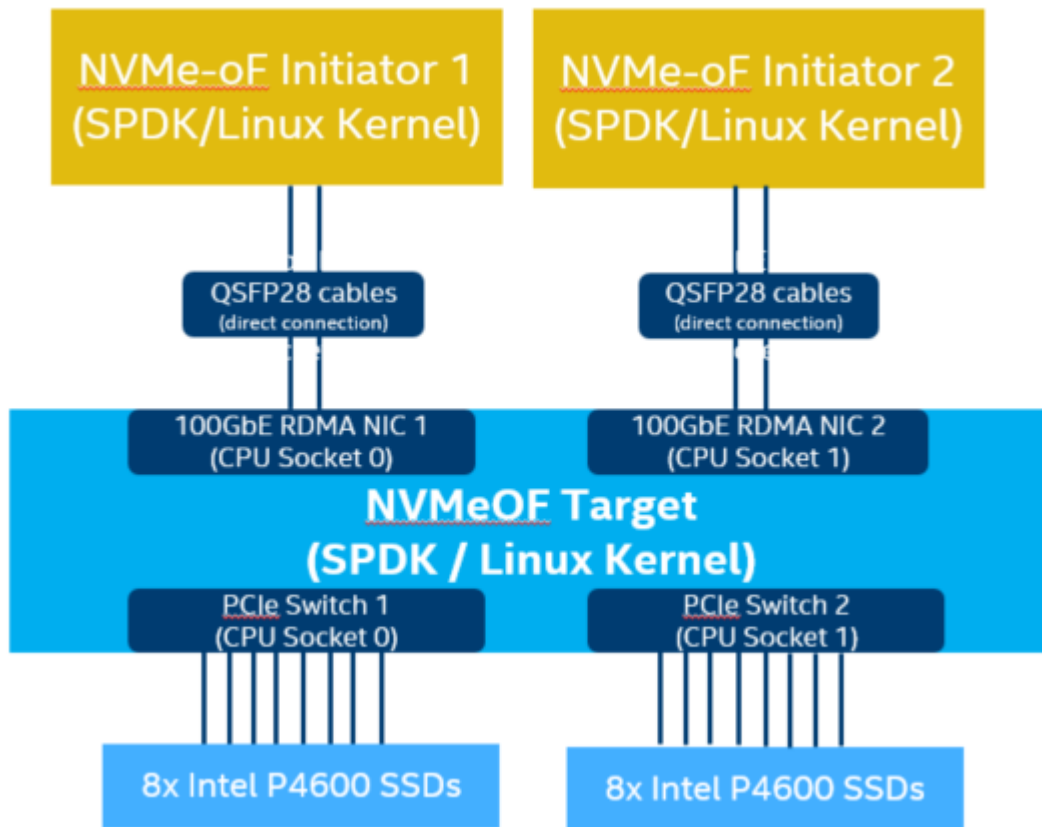 NVMe-oF Initiator 1
(SPDK/Linux Kernel)
NVMe-oF Initiator 2
(SPDK/Linux Kernel)
QSFP28 cables
(direct connection)
QSFP28 cables
(direct connection)
100GbE RDMA NIC 1
(CPU Socket 0)
100GbE RDMA NIC 2
(CPU Socket 1)
NVMeOF Target
(SPDK / Linux Kernel)
PCIe Switch 1
(CPU Socket 0)
PCIe Switch 2
(CPU Socket 1)
8x Intel P4600 SSDs
8x Intel P4600 SSDs